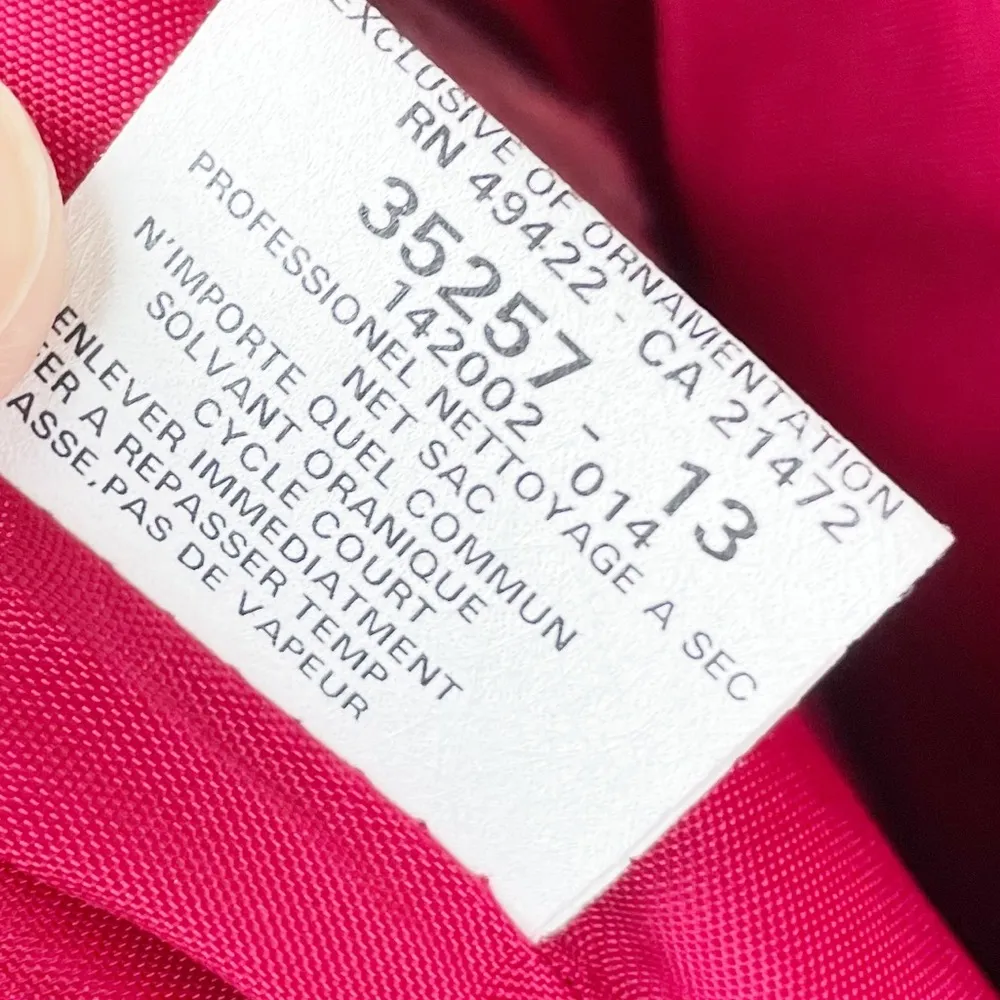 EXCLUSIVE OF ORNAMENTATION
RN 49422 - CA 21472
35257 - 13
142002 - 014
PROFESSIONEL NETTOYAGE A SEC
NET SAC
N'IMPORTE QUEL COMMUN
SOLVANT ORANIQUE
CYCLE COURT
ENLEVER IMMEDIATMENT
FER A REPASSER TEMP
ASSE,PAS DE VAPEUR